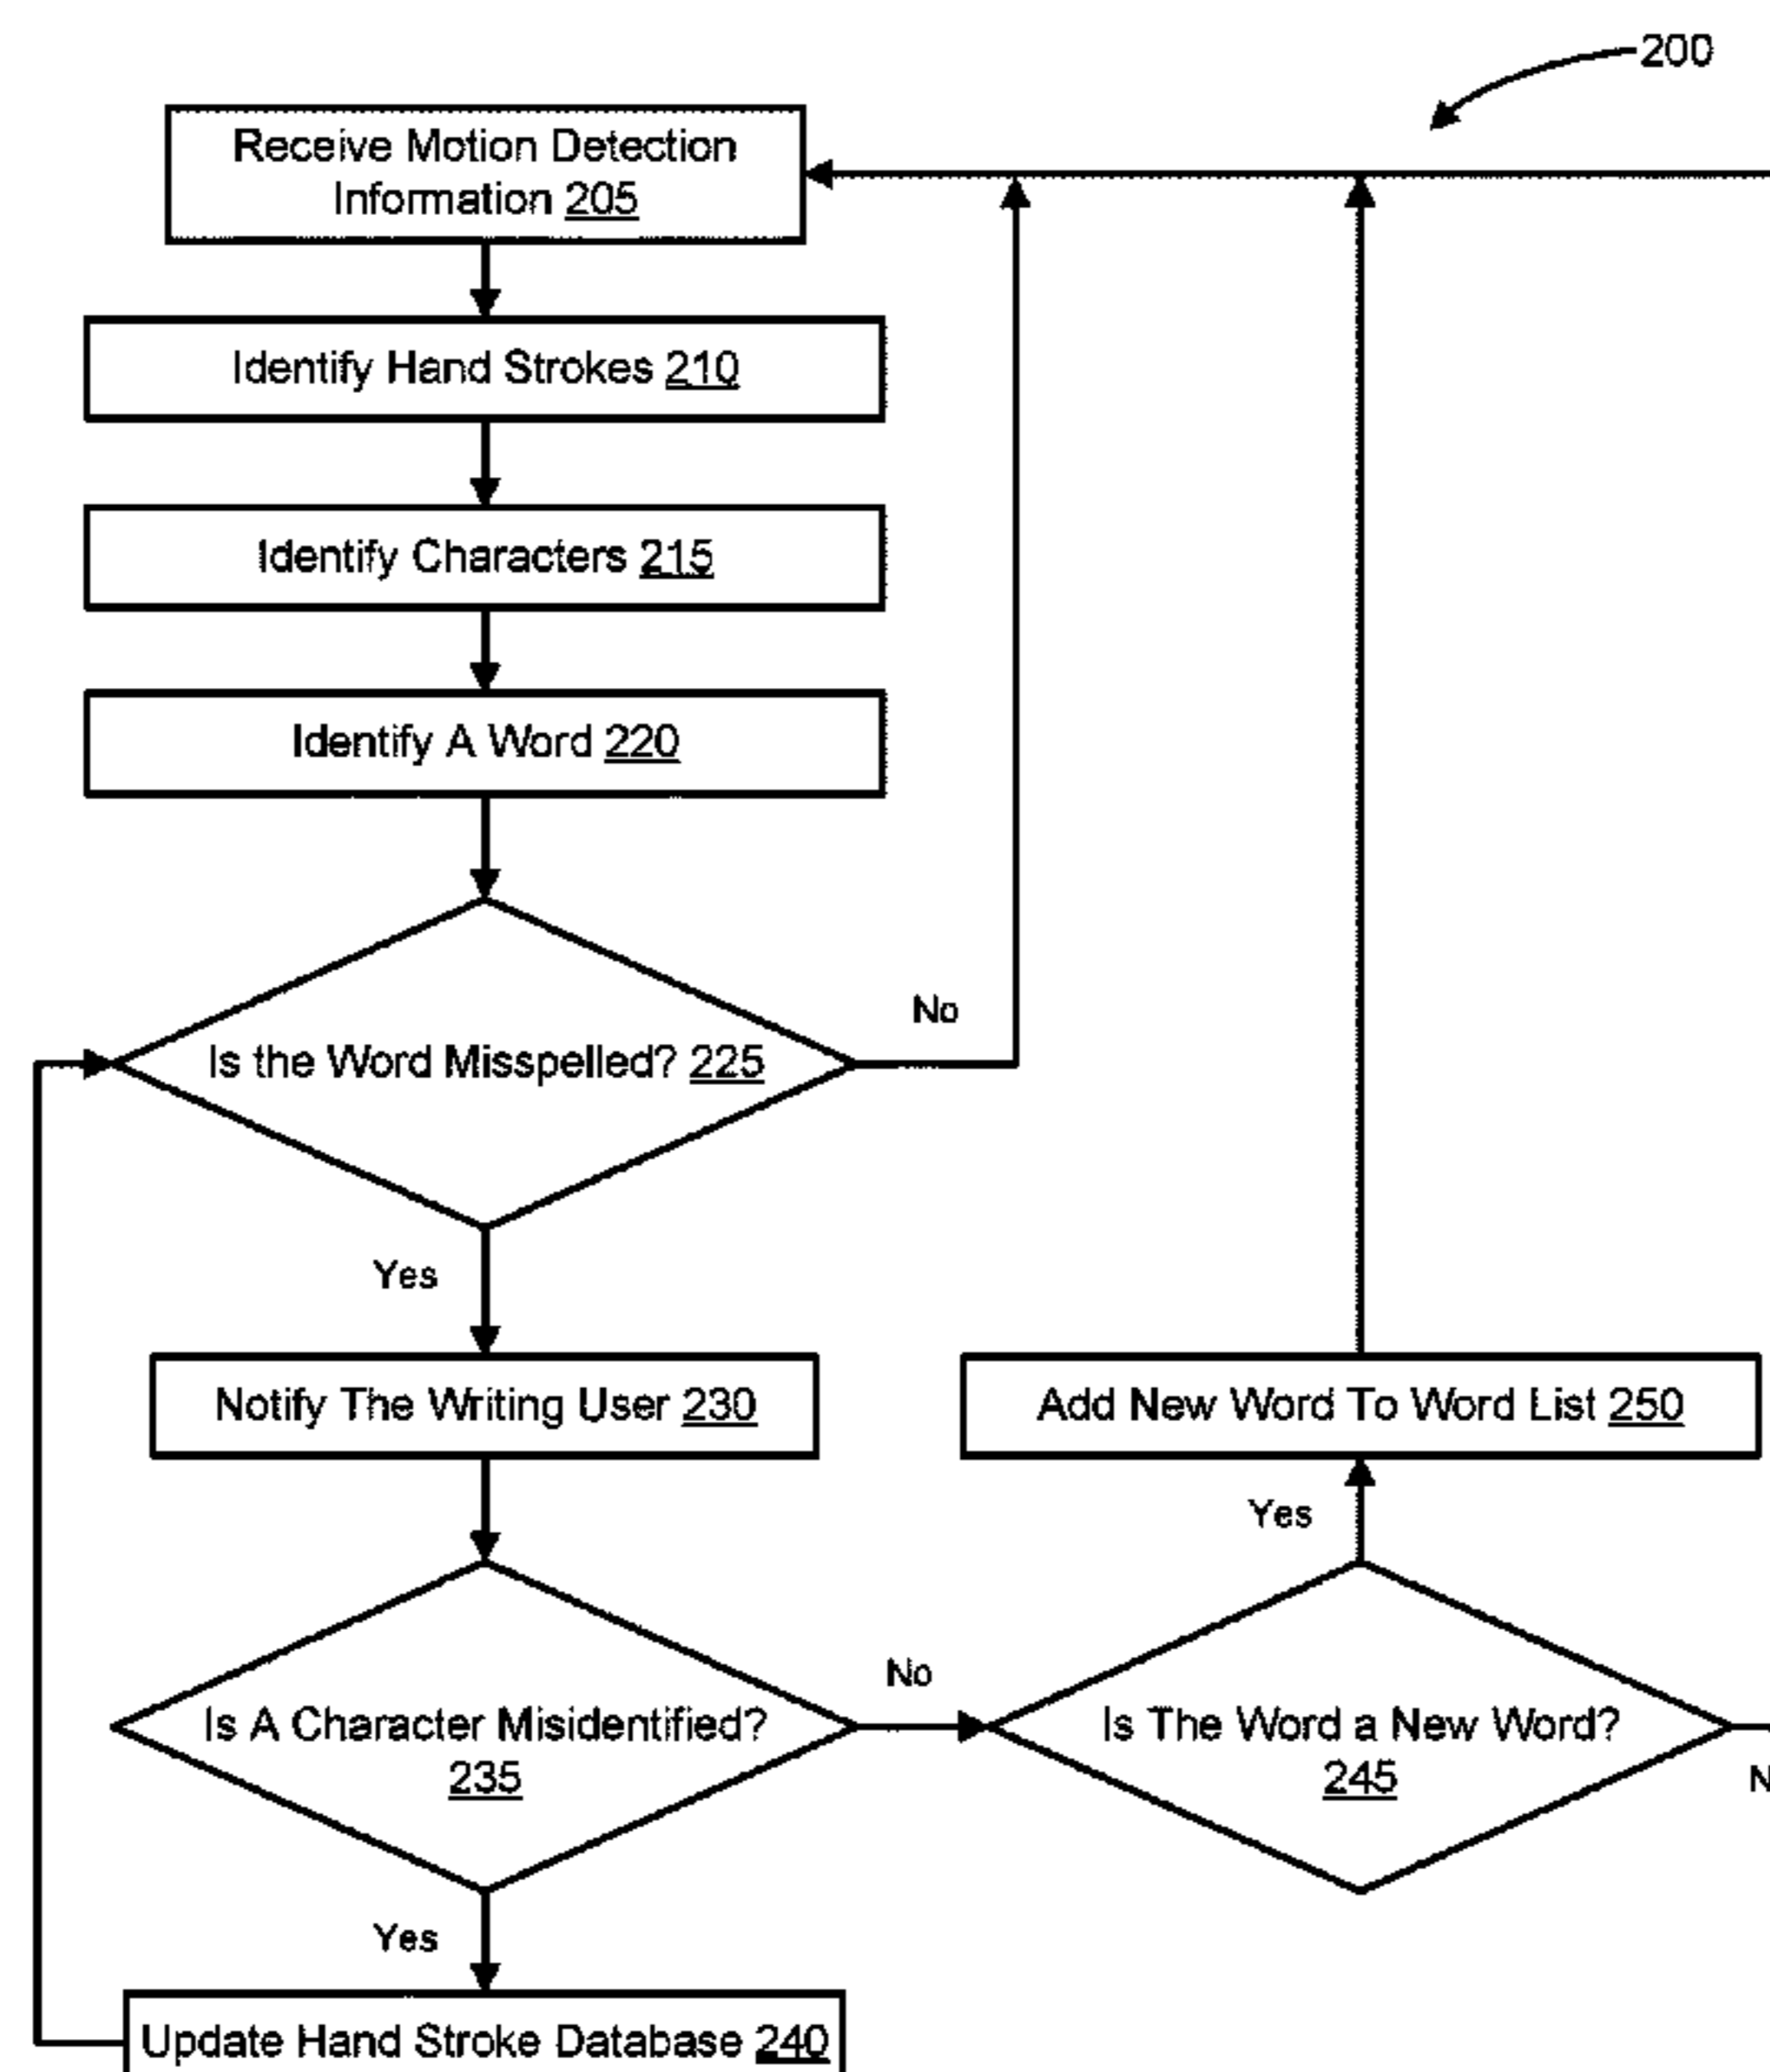 200
Receive Motion Detection
Information 205
Identify Hand Strokes 210
Identify Characters 215
Identify A Word 220
No
Is the Word Misspelled? 225
Yes
Notify The Writing User 230
Add New Word To Word List 250
Yes
No
Is A Character Misidentified?
235
Is The Word a New Word?
245
Yes
Update Hand Stroke Database 240